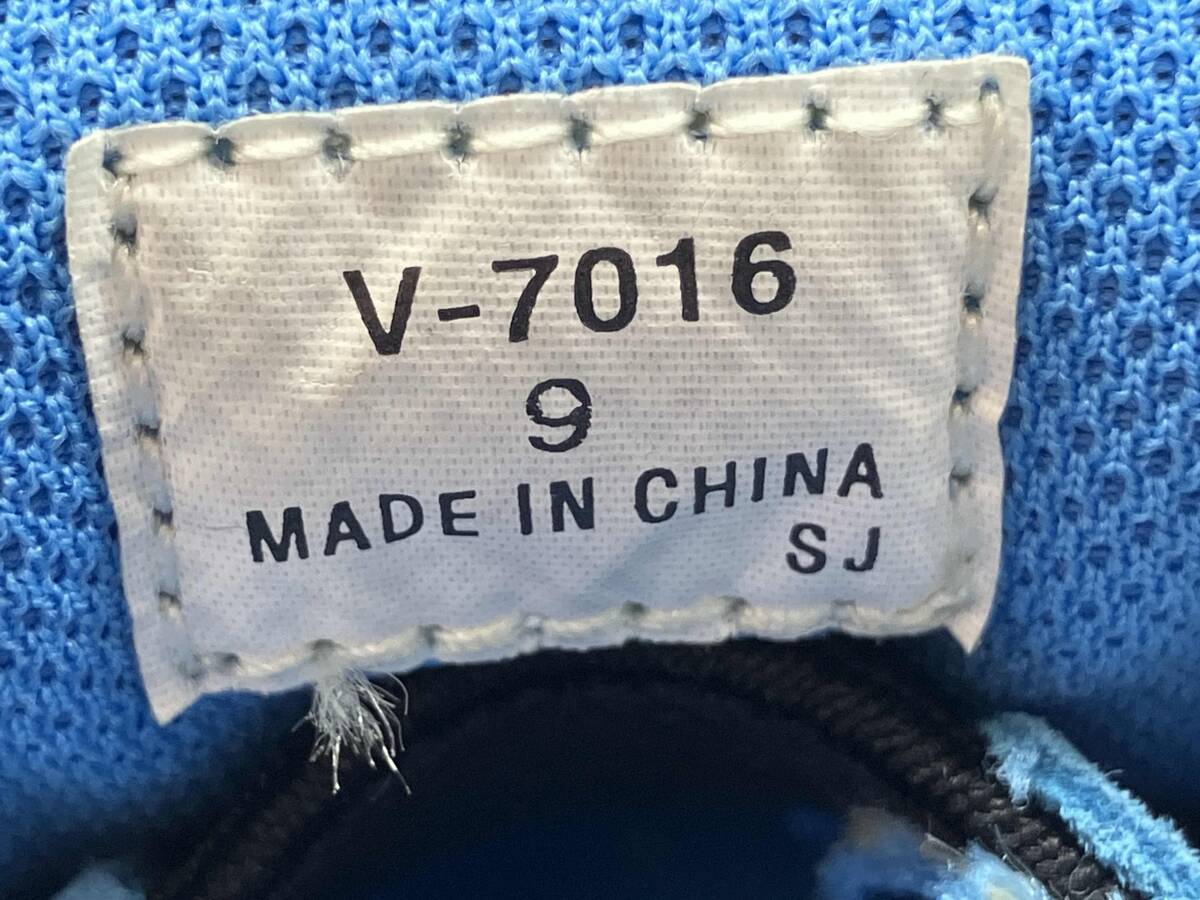 V-7016
9
MADE IN CHINA
SJ